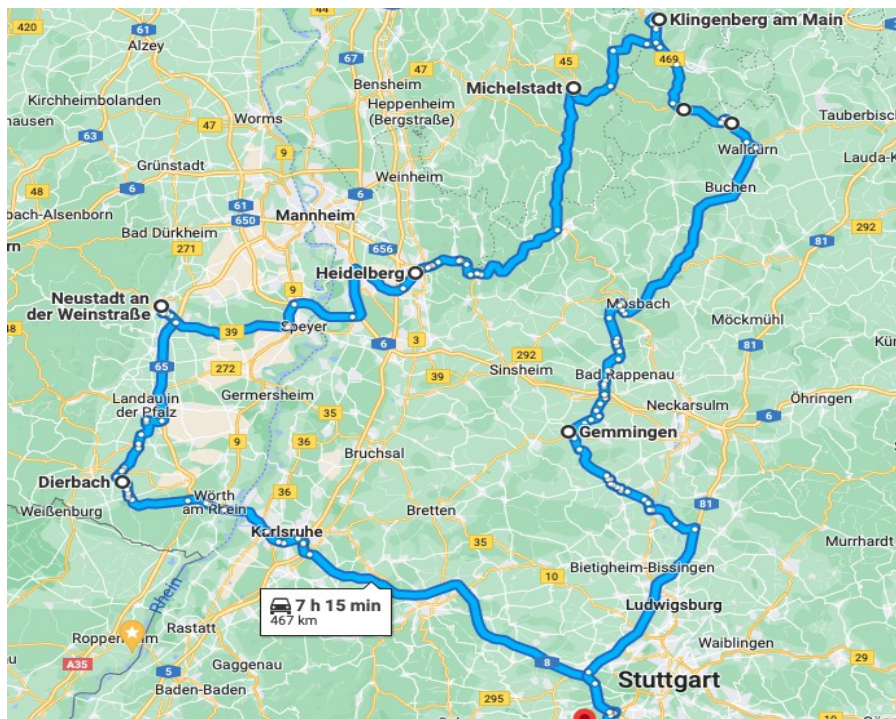 420
61
44
Klingenberg am Main
Alzey
67
47
45
469
Bensheim
Michelstadt
Kirchheimbolanden
Heppenheim
(Bergstraße)
hausen
47
Worms
Tauberbisch
63
9
Walldürn
Grünstadt
Lauda-K
Weinheim
48
6
61
6
Buchen
bach-Alsenborn
650
Mannheim
81
292
Bad Dürkheim
rn
656
271
Heidelberg
Neustadt an
der Weinstraße
9
Mosbach
48
39
Speyer
Möckmühl
6
3
292
81
65
272
39
Sinsheim
Bad Rappenau
Landau in
der Pfalz
Germersheim
Neckarsulm
Öhringen
35
6
9
36
Gemmingen
Bruchsal
Dierbach
36
Wörth
am Rhein
Weißenburg
81
Bretten
Karlsruhe
35
Murrhardt
10
Bietigheim-Bissingen
7 h 15 min
467 km
Rhein
Ludwigsburg
Rastatt
Waiblingen
A35
5
Gaggenau
8
29
Stuttgart
Baden-Baden
295